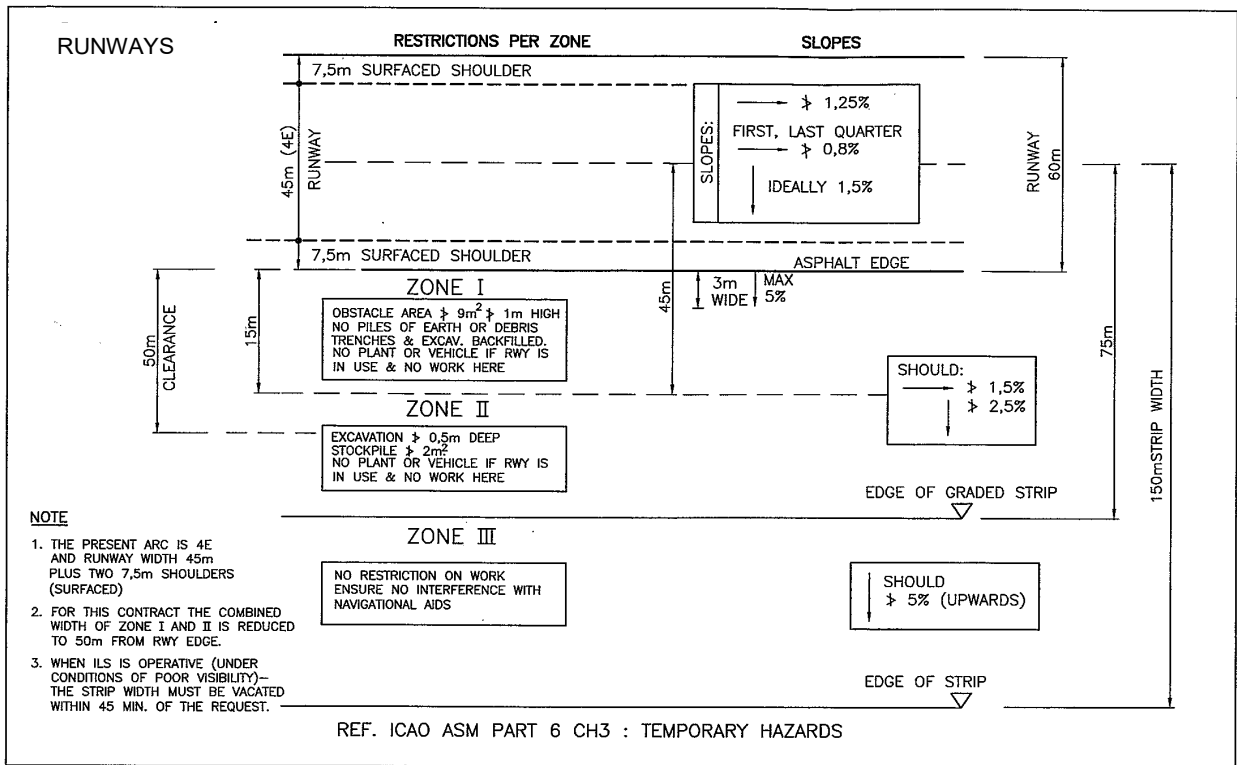 RUNWAYS
RESTRICTIONS PER ZONE
SLOPES
7,5m SURFACED SHOULDER
45m (4E)
RUNWAY
SLOPES:
≯ 1,25%
FIRST, LAST QUARTER
≯ 0,8%
IDEALLY 1,5%
RUNWAY
60m
7,5m SURFACED SHOULDER
ASPHALT EDGE
ZONE I
45m
3m
WIDE
MAX
5%
50m
CLEARANCE
15m
OBSTACLE AREA ≯ 9m² ≯ 1m HIGH
NO PILES OF EARTH OR DEBRIS
TRENCHES & EXCAV. BACKFILLED.
NO PLANT OR VEHICLE IF RWY IS
IN USE & NO WORK HERE
75m
SHOULD:
≯ 1,5%
≯ 2,5%
ZONE II
EXCAVATION ≯ 0,5m DEEP
STOCKPILE ≯ 2m²
NO PLANT OR VEHICLE IF RWY IS
IN USE & NO WORK HERE
150m STRIP WIDTH
EDGE OF GRADED STRIP
ZONE III
NO RESTRICTION ON WORK
ENSURE NO INTERFERENCE WITH
NAVIGATIONAL AIDS
SHOULD
≯ 5% (UPWARDS)
NOTE
1. THE PRESENT ARC IS 4E
AND RUNWAY WIDTH 45m
PLUS TWO 7,5m SHOULDERS
(SURFACED)
2. FOR THIS CONTRACT THE COMBINED
WIDTH OF ZONE I AND II IS REDUCED
TO 50m FROM RWY EDGE.
3. WHEN ILS IS OPERATIVE (UNDER
CONDITIONS OF POOR VISIBILITY)–
THE STRIP WIDTH MUST BE VACATED
WITHIN 45 MIN. OF THE REQUEST.
EDGE OF STRIP
REF. ICAO ASM PART 6 CH3 : TEMPORARY HAZARDS